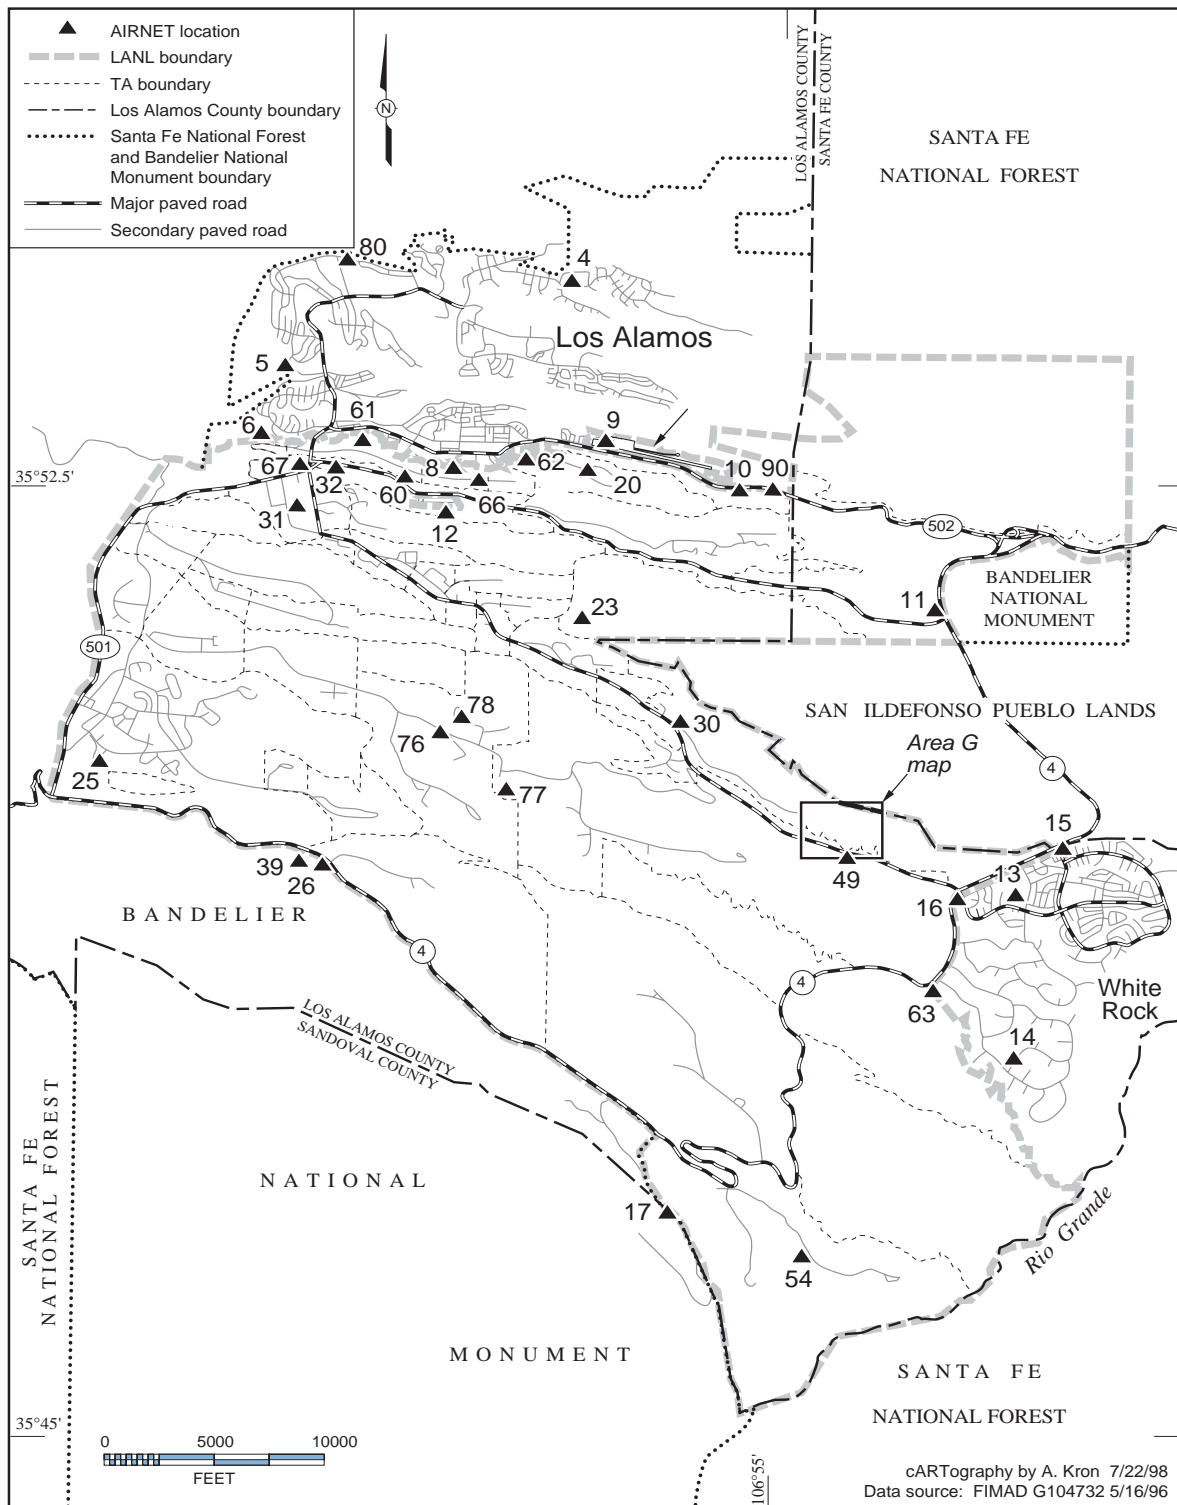 AIRNET location
LANL boundary
TA boundary
Los Alamos County boundary
Santa Fe National Forest
and Bandelier National
Monument boundary
Major paved road
Secondary paved road
N
LOS ALAMOS COUNTY
SANTA FE COUNTY
SANTA FE
NATIONAL FOREST
80
4
Los Alamos
5
61
6
9
67
32
8
62
20
10
90
35°52.5'
60
66
31
12
502
BANDELIER
NATIONAL
MONUMENT
11
23
501
78
76
30
SAN ILDEFONSO PUEBLO LANDS
Area G
map
4
25
77
15
39
26
49
13
16
BANDELIER
4
4
63
White
Rock
14
LOS ALAMOS COUNTY
SANDOVAL COUNTY
SANTA FE
NATIONAL FOREST
NATIONAL
17
54
Rio Grande
MONUMENT
SANTA FE
NATIONAL FOREST
35°45'
0 5000 10000
FEET
106°55'
cARTography by A. Kron 7/22/98
Data source: FIMAD G104732 5/16/96